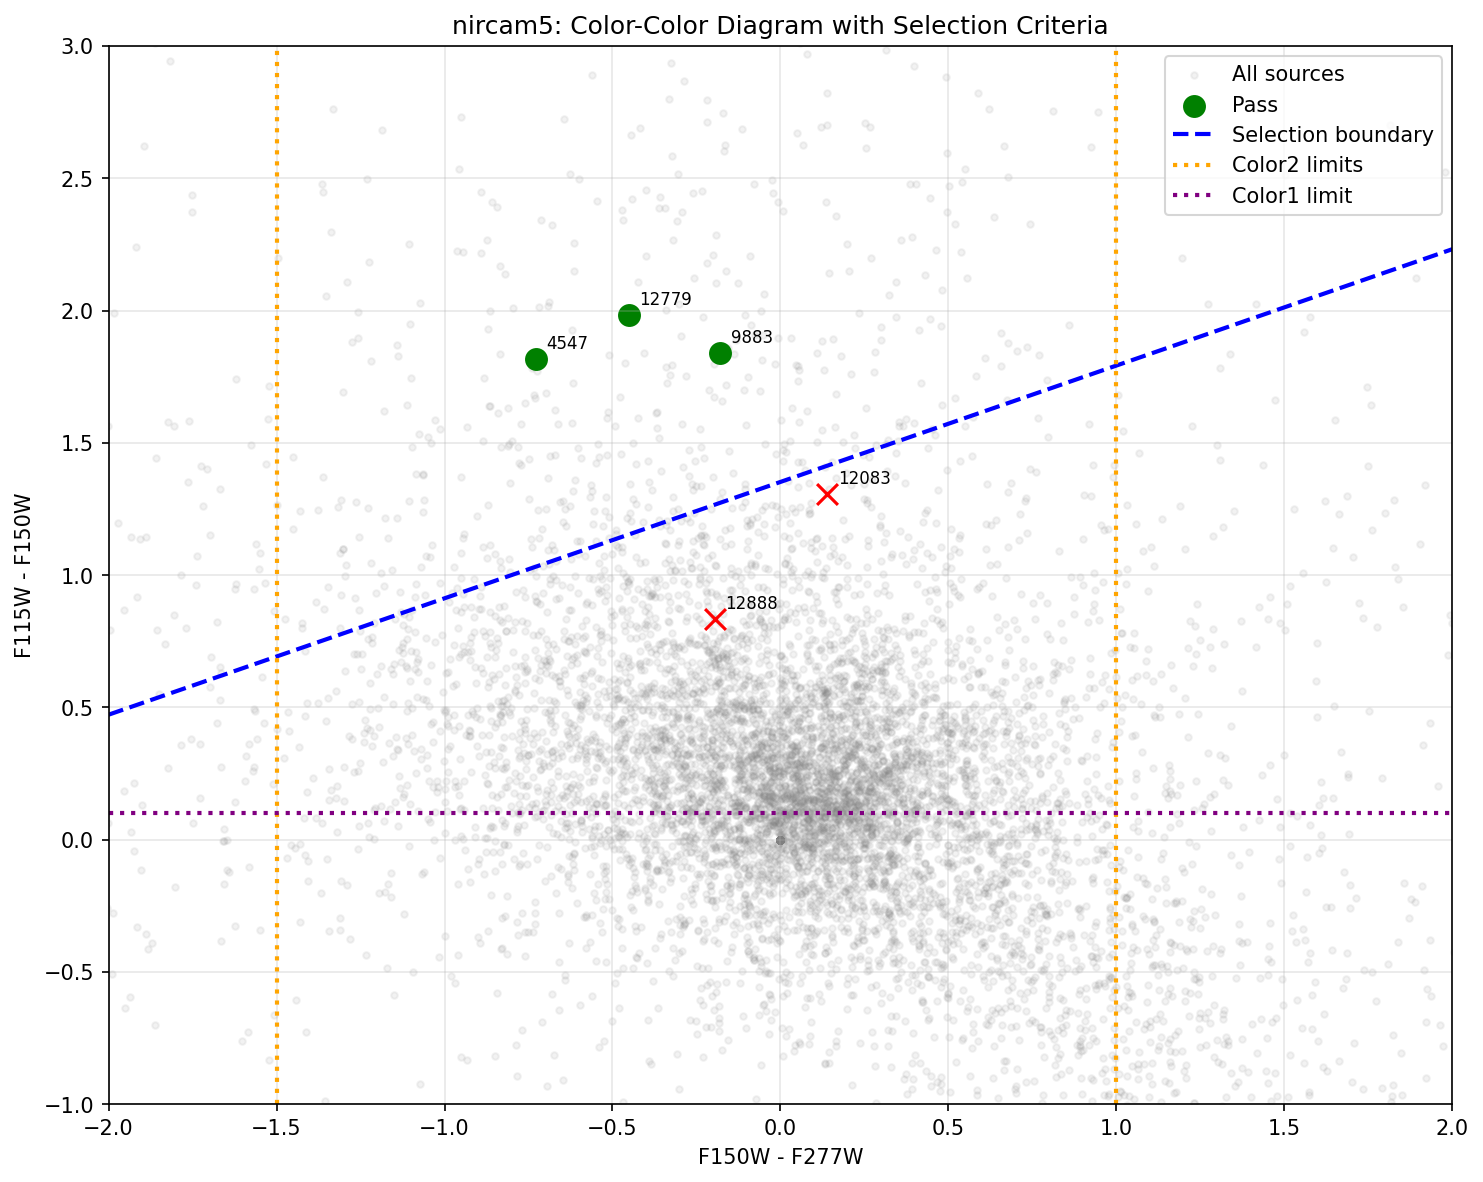 nircam5: Color-Color Diagram with Selection Criteria
All sources
Pass
Selection boundary
Color2 limits
Color1 limit
12779
4547
9883
12083
12888
F115W - F150W
3.0
2.5
2.0
1.5
1.0
0.5
0.0
−0.5
−1.0
−2.0 −1.5 −1.0 −0.5 0.0 0.5 1.0 1.5 2.0
F150W - F277W